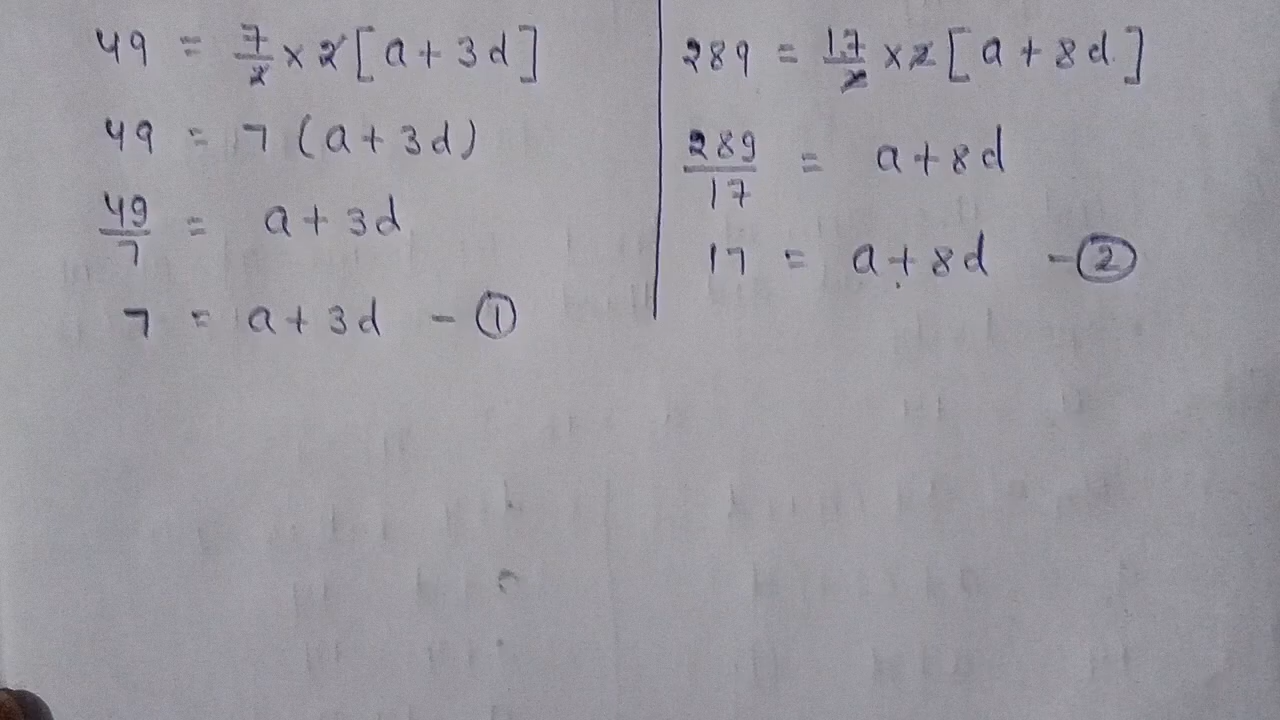 49 = 7/2 × 2 [ a + 3d ]
49 = 7 ( a + 3d )
49/7 = a + 3d
7 = a + 3d - ①
289 = 17/2 × 2 [ a + 8d ]
289/17 = a + 8d
17 = a + 8d - ②